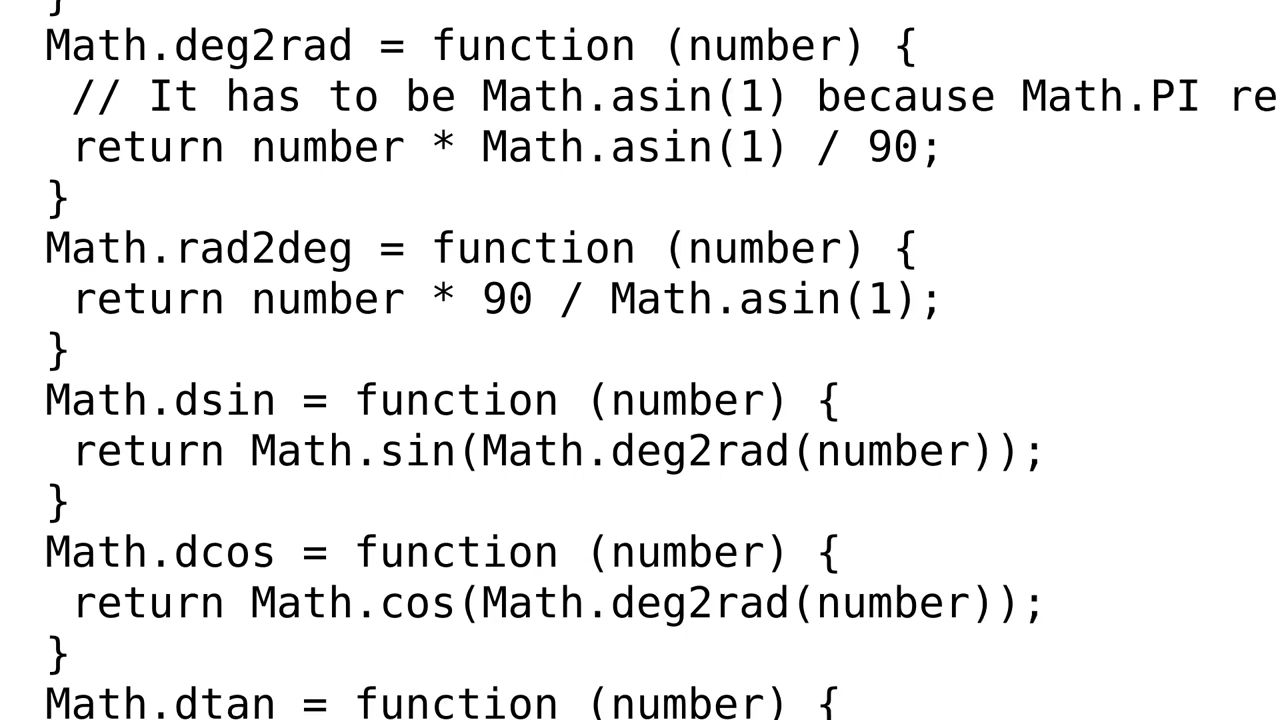 }
Math.deg2rad = function (number) {
 // It has to be Math.asin(1) because Math.PI re
 return number * Math.asin(1) / 90;
}
Math.rad2deg = function (number) {
 return number * 90 / Math.asin(1);
}
Math.dsin = function (number) {
 return Math.sin(Math.deg2rad(number));
}
Math.dcos = function (number) {
 return Math.cos(Math.deg2rad(number));
}
Math.dtan = function (number) {